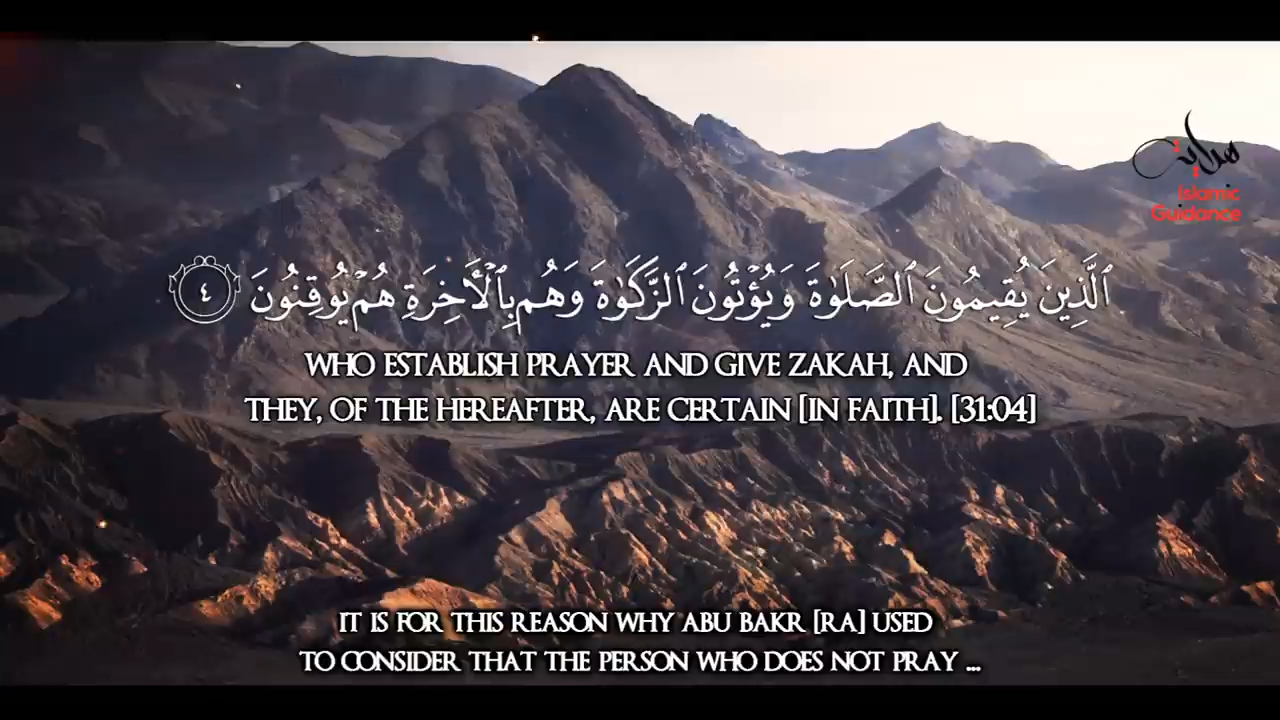 هداية
Islamic
Guidance
ٱلَّذِينَ يُقِيمُونَ ٱلصَّلَوٰةَ وَيُؤْتُونَ ٱلزَّكَوٰةَ وَهُم بِٱلْأَخِرَةِ هُمْ يُوقِنُونَ ٤
WHO ESTABLISH PRAYER AND GIVE ZAKAH, AND
THEY, OF THE HEREAFTER, ARE CERTAIN [IN FAITH]. [31:04]
IT IS FOR THIS REASON WHY ABU BAKR [RA] USED
TO CONSIDER THAT THE PERSON WHO DOES NOT PRAY ...